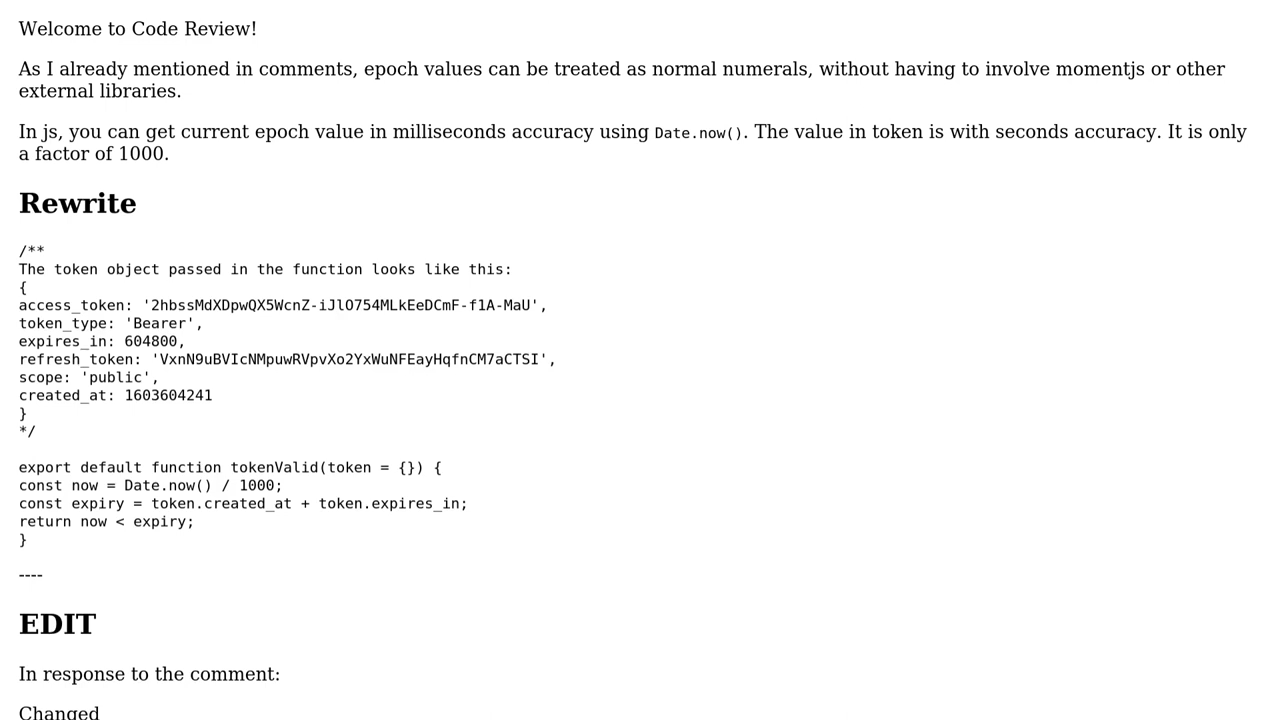 Welcome to Code Review!
As I already mentioned in comments, epoch values can be treated as normal numerals, without having to involve momentjs or other
external libraries.
In js, you can get current epoch value in milliseconds accuracy using Date.now(). The value in token is with seconds accuracy. It is only
a factor of 1000.
Rewrite
/**
The token object passed in the function looks like this:
{
access_token: '2hbssMdXDpwQX5WcnZ-iJlO754MLkEeDCmF-f1A-MaU',
token_type: 'Bearer',
expires_in: 604800,
refresh_token: 'VxnN9uBVIcNMpuwRVpvXo2YxWuNFEayHqfnCM7aCTSI',
scope: 'public',
created_at: 1603604241
}
*/
export default function tokenValid(token = {}) {
const now = Date.now() / 1000;
const expiry = token.created_at + token.expires_in;
return now < expiry;
}
----
EDIT
In response to the comment:
Changed